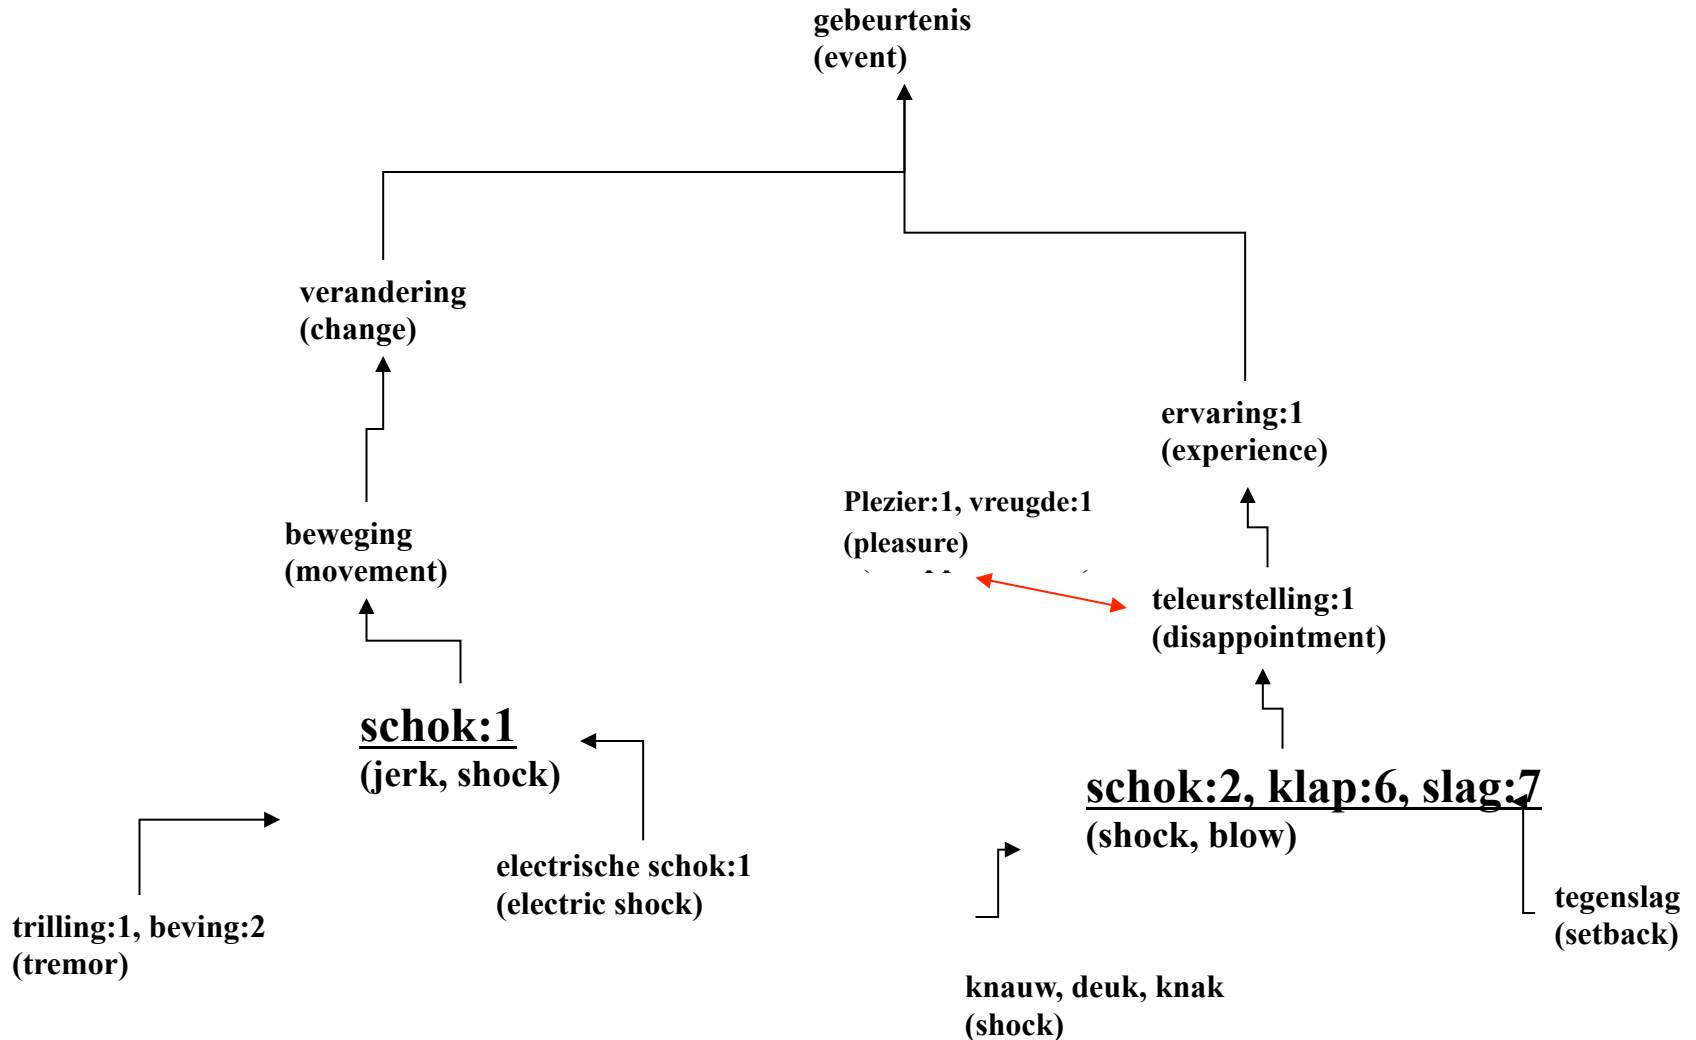 gebeurtenis
(event)
verandering
(change)
ervaring:1
(experience)
Plezier:1, vreugde:1
(pleasure)
beweging
(movement)
teleurstelling:1
(disappointment)
schok:1
(jerk, shock)
schok:2, klap:6, slag:7
(shock, blow)
electrische schok:1
(electric shock)
tegenslag
(setback)
trilling:1, beving:2
(tremor)
knauw, deuk, knak
(shock)